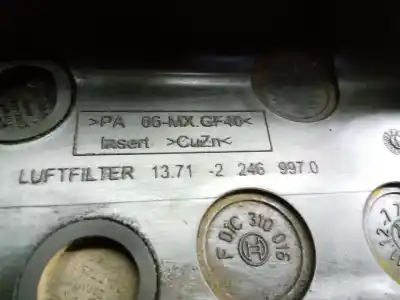 >PA 66-MX.GF40<
Insert >CuZn<
LUFTFILTER 13.71 -2 246 997.0
F 01C 310 016